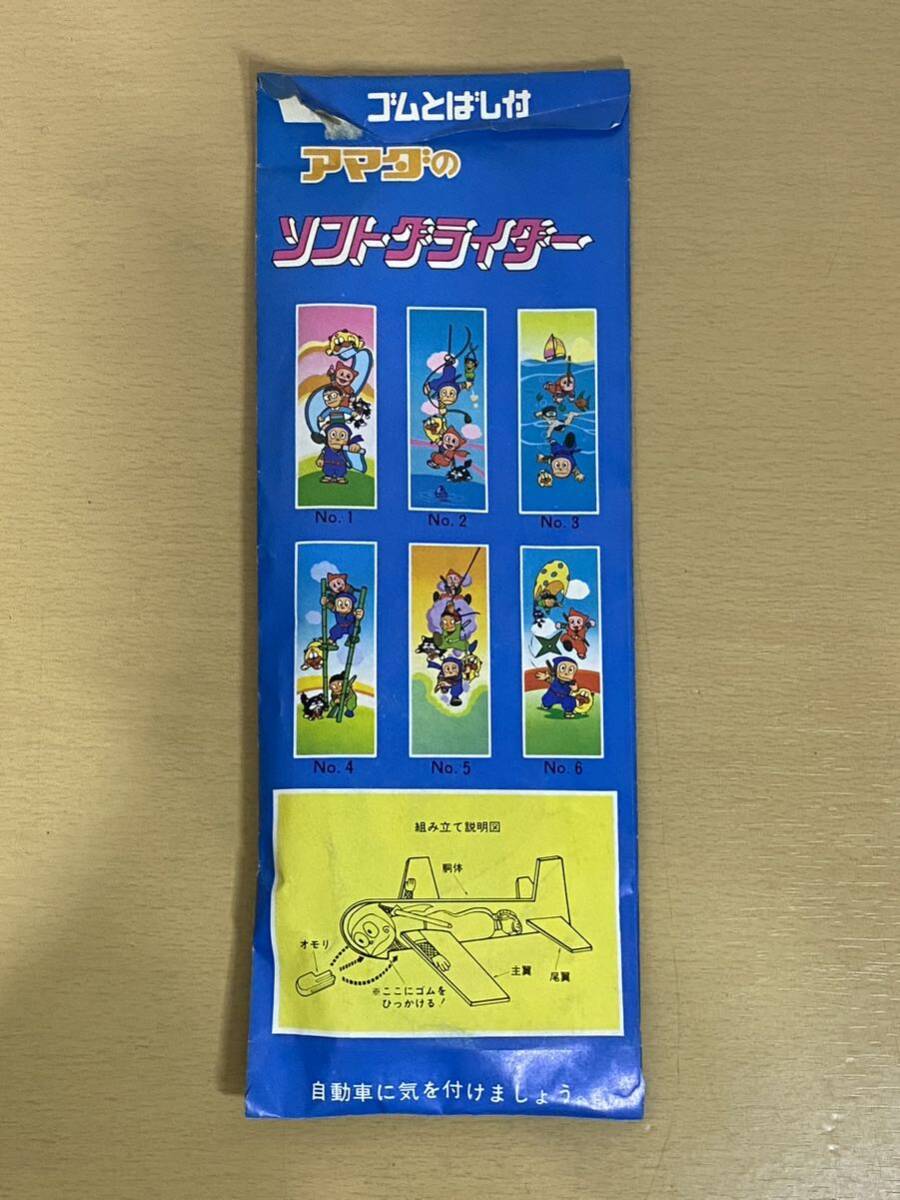 ゴムとばし付
アマダの
ソフトグライダー
No. 1
No. 2
No. 3
No. 4
No. 5
No. 6
組み立て説明図
胴体
オモリ
主翼
尾翼
※ここにゴムを
ひっかける!
自動車に気を付けましょう。